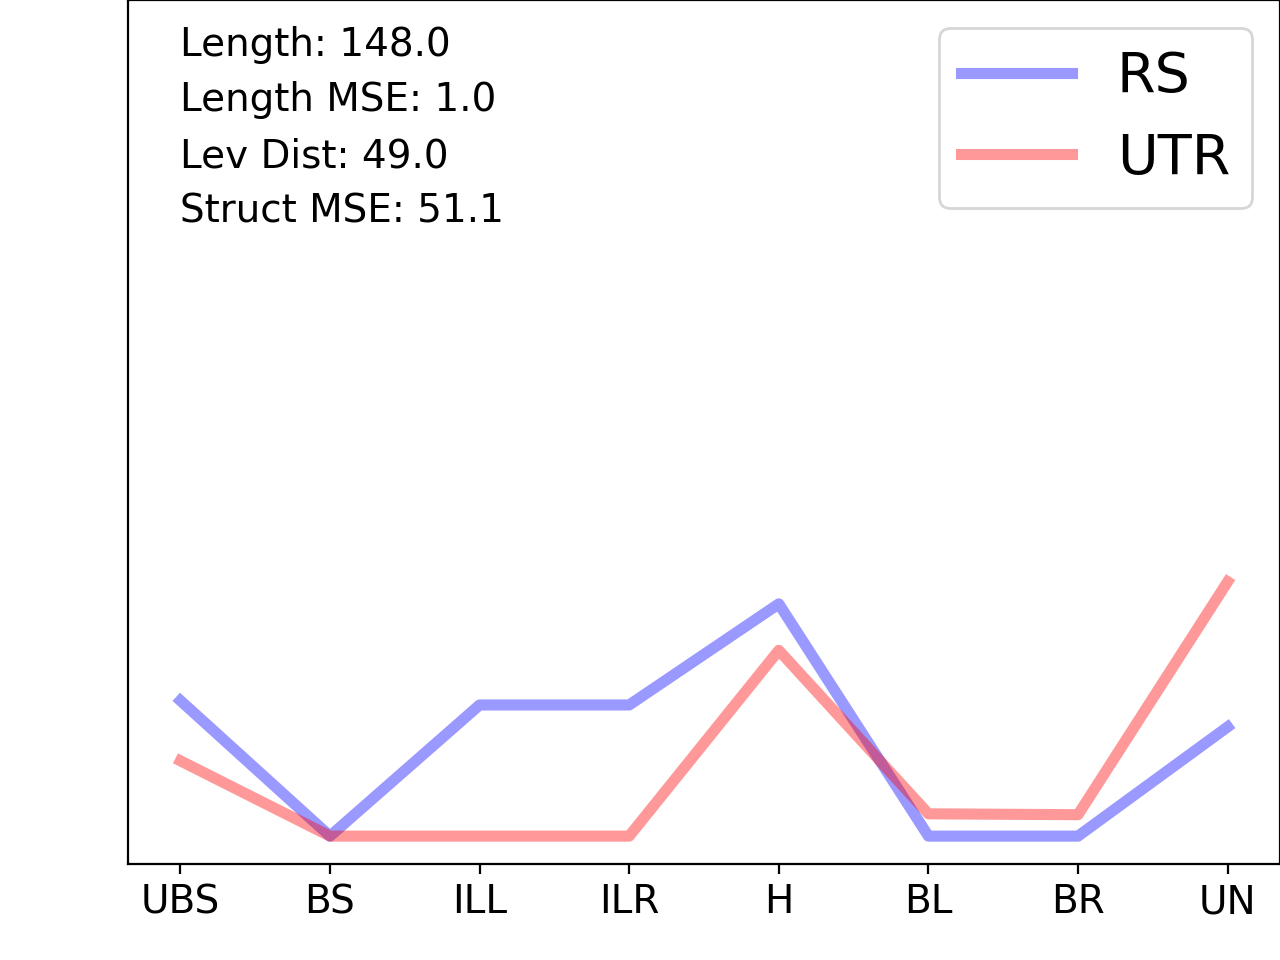 Length: 148.0
Length MSE: 1.0
Lev Dist: 49.0
Struct MSE: 51.1
RS
UTR
UBS BS ILL ILR H BL BR UN